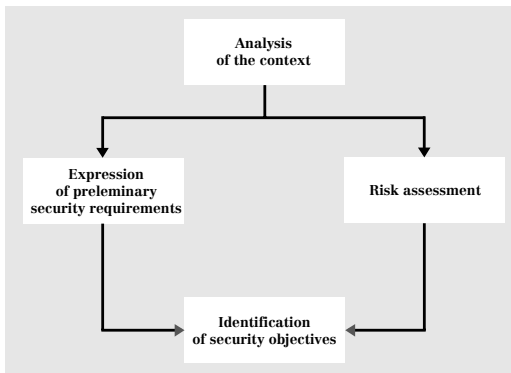 Analysis
of the context
Expression
of preleminary
security requirements
Risk assessment
Identification
of security objectives